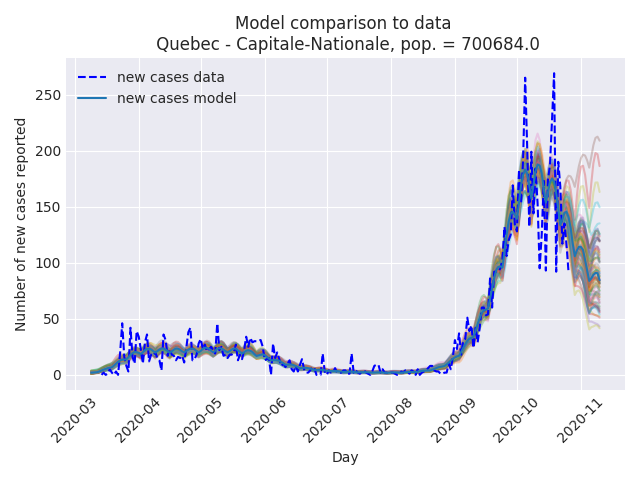 Model comparison to data
Quebec - Capitale-Nationale, pop. = 700684.0
new cases data
new cases model
Number of new cases reported
250
200
150
100
50
0
2020-03
2020-04
2020-05
2020-06
2020-07
2020-08
2020-09
2020-10
2020-11
Day